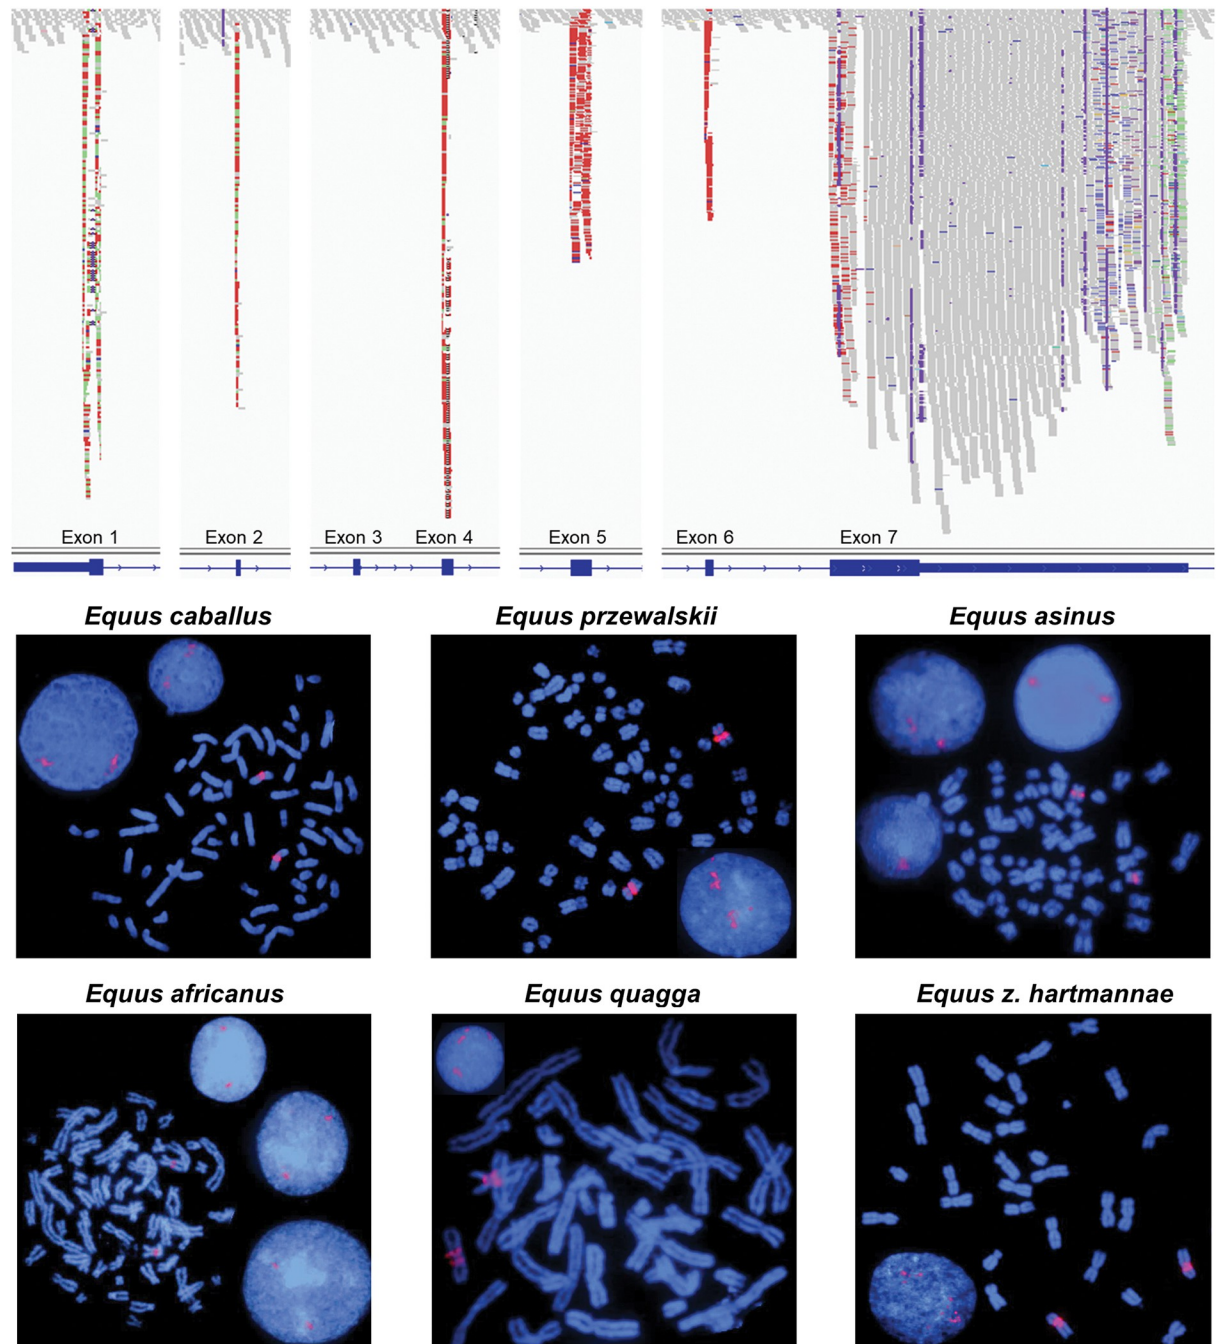 Exon 1 Exon 2 Exon 3 Exon 4 Exon 5 Exon 6 Exon 7
Equus caballus Equus przewalskii Equus asinus
Equus africanus Equus quagga Equus z. hartmannae